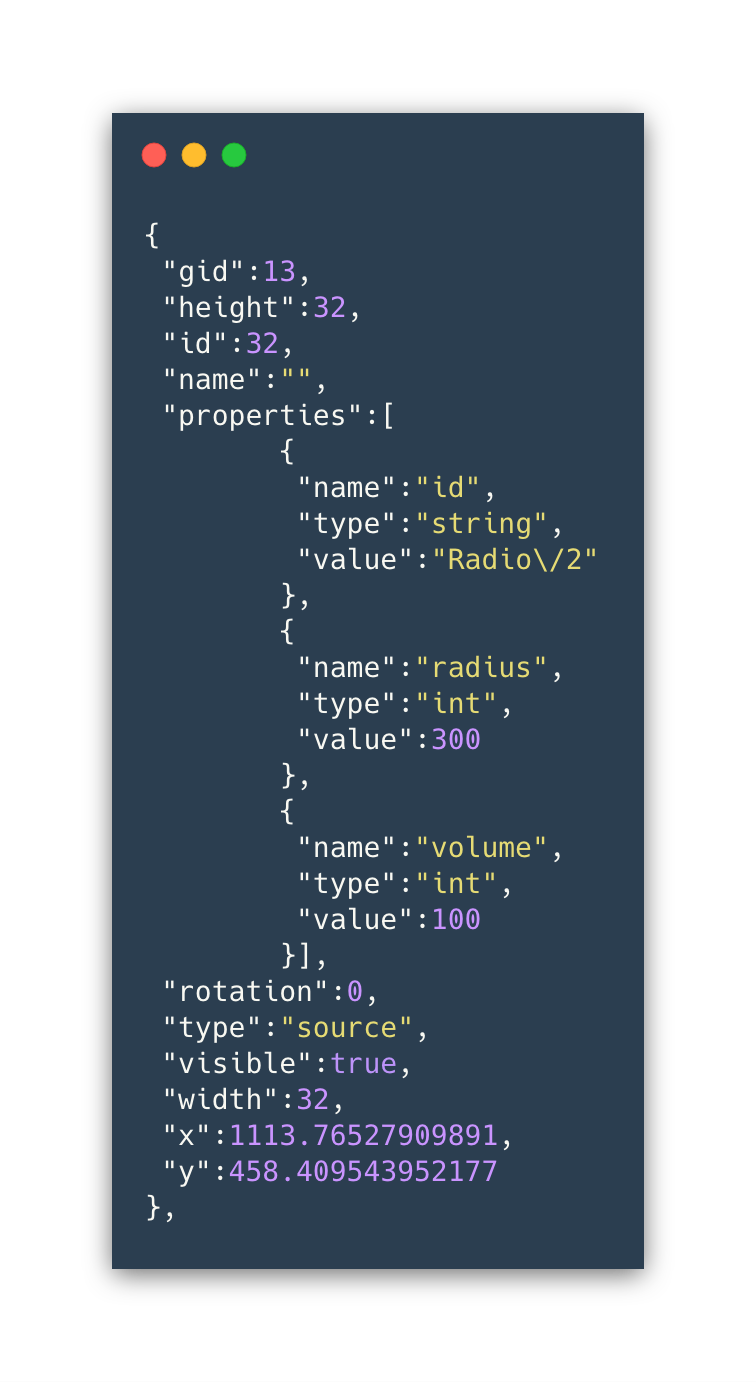 {
 "gid":13,
 "height":32,
 "id":32,
 "name":"",
 "properties":[
        {
         "name":"id",
         "type":"string",
         "value":"Radio\/2"
        },
        {
         "name":"radius",
         "type":"int",
         "value":300
        },
        {
         "name":"volume",
         "type":"int",
         "value":100
        }],
 "rotation":0,
 "type":"source",
 "visible":true,
 "width":32,
 "x":1113.76527909891,
 "y":458.409543952177
},